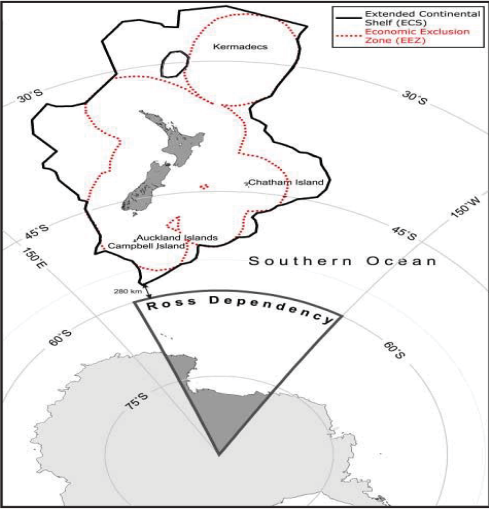 Extended Continental
Shelf (ECS)
Economic Exclusion
Zone (EEZ)
Kermadecs
30°S
30°S
Chatham Island
150°W
45°S
Auckland Islands
Campbell Island
45°S
150°E
Southern Ocean
280 km
Ross Dependency
60°S
60°S
75°S